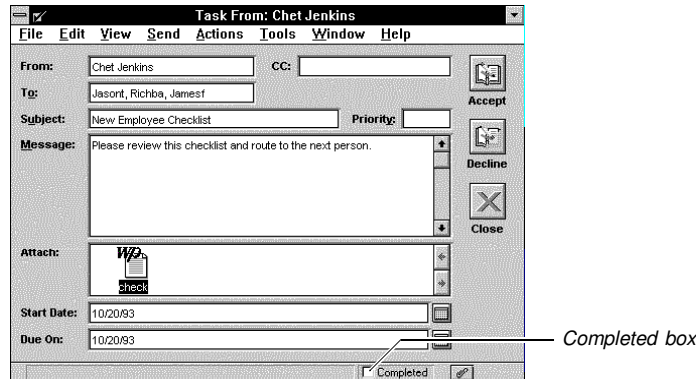 Task From: Chet Jenkins
File Edit View Send Actions Tools Window Help
From: Chet Jenkins CC:
To: Jasont, Richba, Jamesf
Accept
Subject: New Employee Checklist Priority:
Message: Please review this checklist and route to the next person.
Decline
Close
Attach: WP
check
Start Date: 10/20/93
Due On: 10/20/93
Completed box
Completed